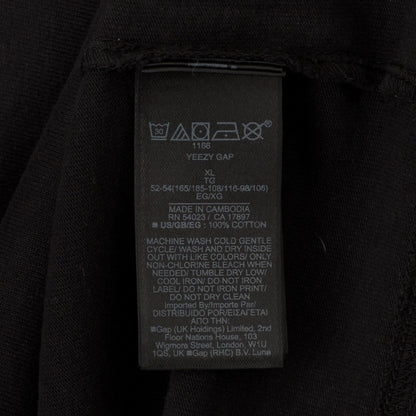 30
1168
YEEZY GAP
XL
TG
52-54(165/185-108/116-98/106)
EG/XG
MADE IN CAMBODIA
RN 54023 / CA 17897
US/GB/EG : 100% COTTON
MACHINE WASH COLD GENTLE
CYCLE/ WASH AND DRY INSIDE
OUT WITH LIKE COLORS/ ONLY
NON-CHLORINE BLEACH WHEN
NEEDED/ TUMBLE DRY LOW/
COOL IRON/ DO NOT IRON
LABEL/ DO NOT IRON PRINT/
DO NOT DRY CLEAN
imported By/ Importe Par/
DISTRIBUIDO POR/ΕΙΣΑΓΕΤΑΙ
ΑΠΟ
Gap (UK Holdings) Limited, 2nd
Floor Nations House, 103
Wigmore Street, London, W1U
1QS, UK Gap (RHC) B.V. Luna